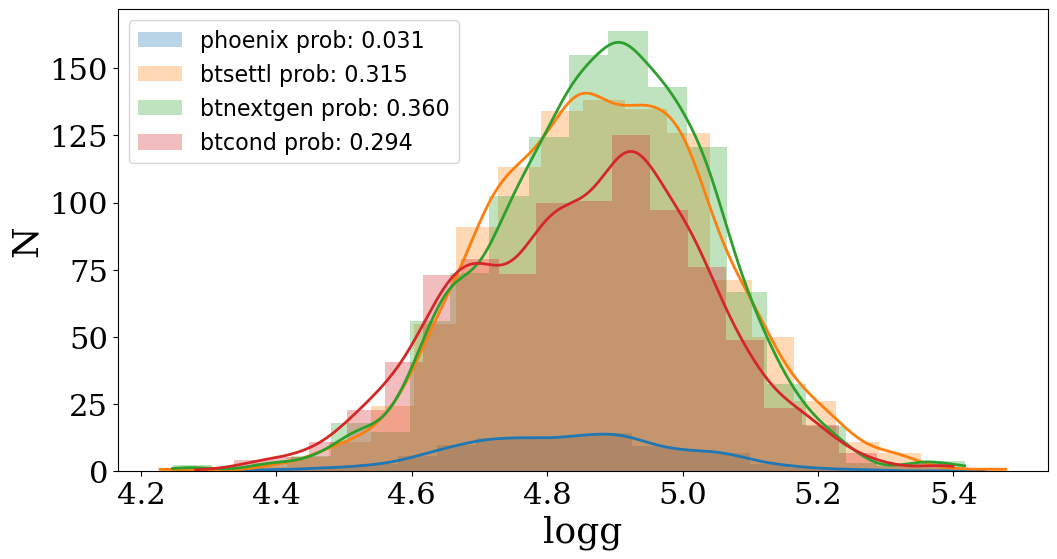 phoenix prob: 0.031
btsettl prob: 0.315
btnextgen prob: 0.360
btcond prob: 0.294
150
125
100
75
50
25
0
N
4.2 4.4 4.6 4.8 5.0 5.2 5.4
logg